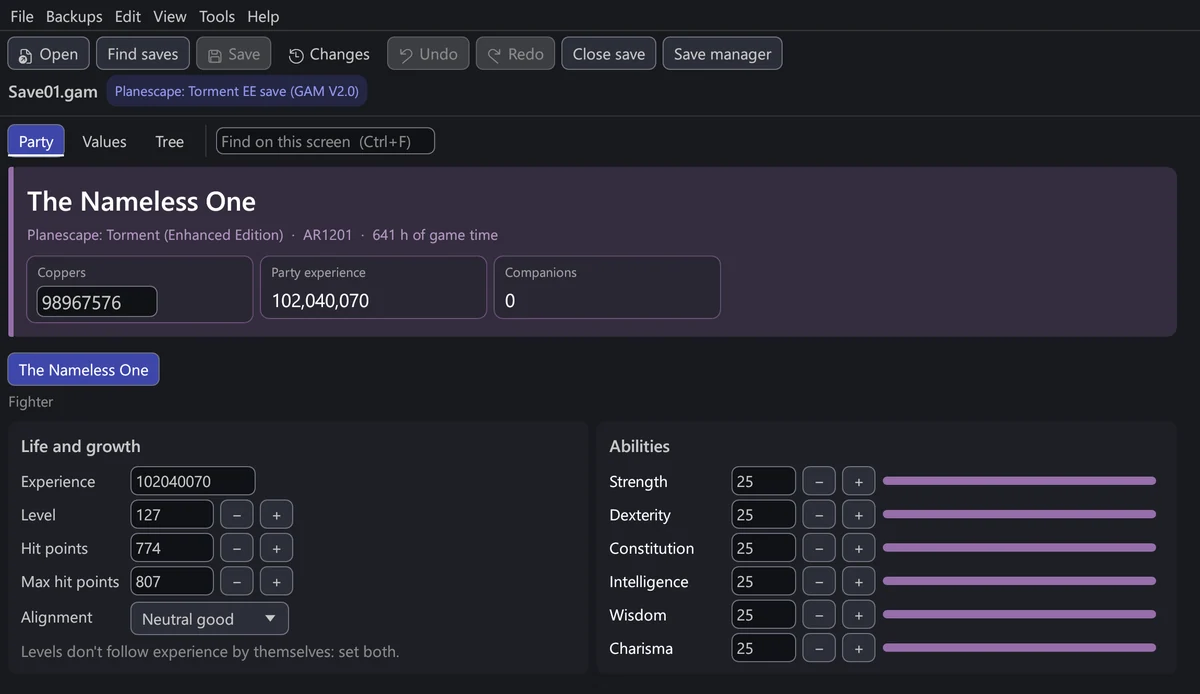 File Backups Edit View Tools Help
Open Find saves Save Changes Undo Redo Close save Save manager
Save01.gam Planescape: Torment EE save (GAM V2.0)
Party Values Tree Find on this screen (Ctrl+F)
The Nameless One
Planescape: Torment (Enhanced Edition) · AR1201 · 641 h of game time
Coppers
98967576
Party experience
102,040,070
Companions
0
The Nameless One
Fighter
Life and growth
Experience 102040070
Level 127 − +
Hit points 774 − +
Max hit points 807 − +
Alignment Neutral good
Levels don't follow experience by themselves: set both.
Abilities
Strength 25 − +
Dexterity 25 − +
Constitution 25 − +
Intelligence 25 − +
Wisdom 25 − +
Charisma 25 − +